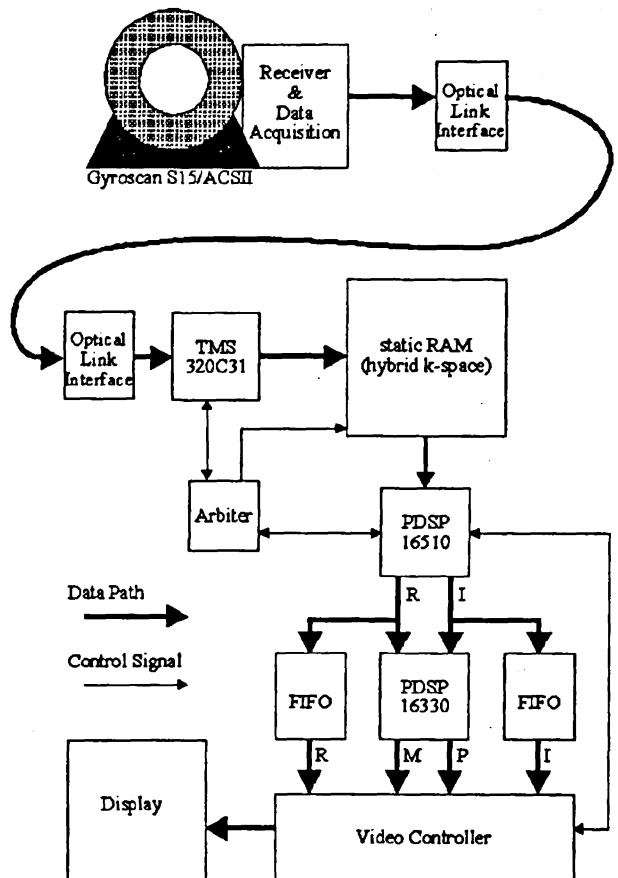 Receiver
&
Data
Acquisition
Optical
Link
Interface
Gyroscan S15/ACSII
Optical
Link
Interface
TMS
320C31
static RAM
(hybrid k-space)
Arbiter
PDSP
16510
Data Path
R I
Control Signal
FIFO
PDSP
16330
FIFO
R M P I
Display
Video Controller